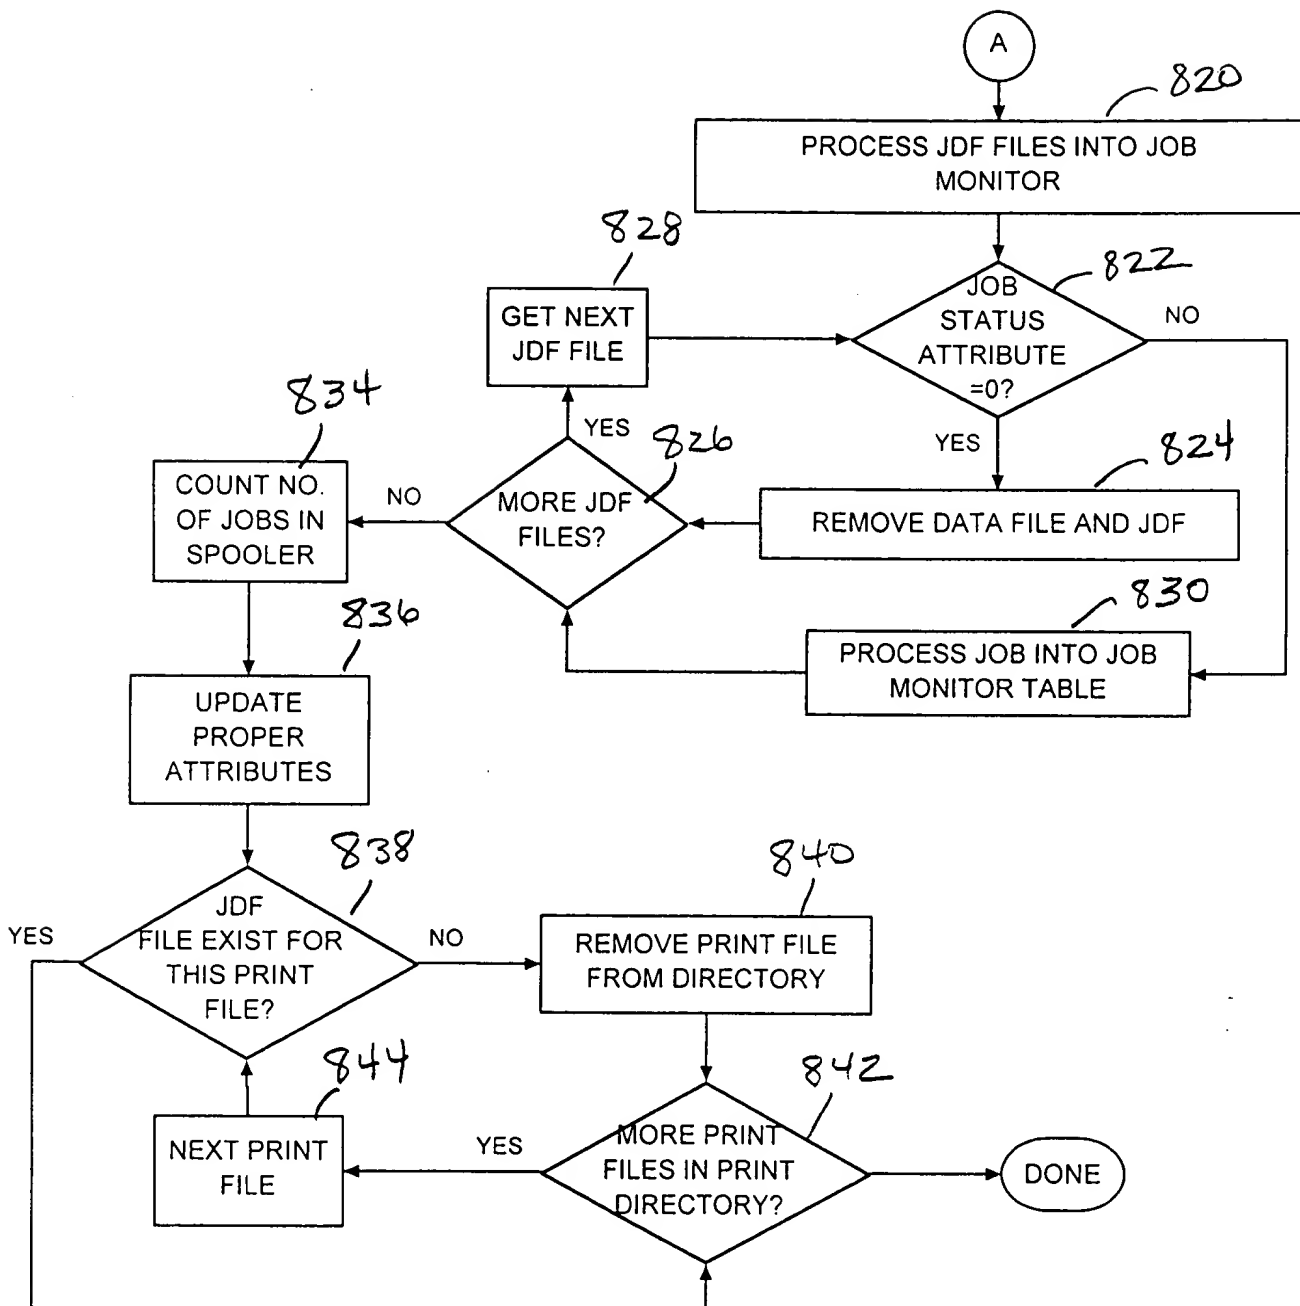 A
820
PROCESS JDF FILES INTO JOB
MONITOR
828
822
GET NEXT
JDF FILE
JOB
STATUS
ATTRIBUTE
=0?
NO
834
YES
826
YES
824
COUNT NO.
OF JOBS IN
SPOOLER
NO
MORE JDF
FILES?
REMOVE DATA FILE AND JDF
836
830
PROCESS JOB INTO JOB
MONITOR TABLE
UPDATE
PROPER
ATTRIBUTES
838
840
YES
JDF
FILE EXIST FOR
THIS PRINT
FILE?
NO
REMOVE PRINT FILE
FROM DIRECTORY
844
842
NEXT PRINT
FILE
YES
MORE PRINT
FILES IN PRINT
DIRECTORY?
DONE